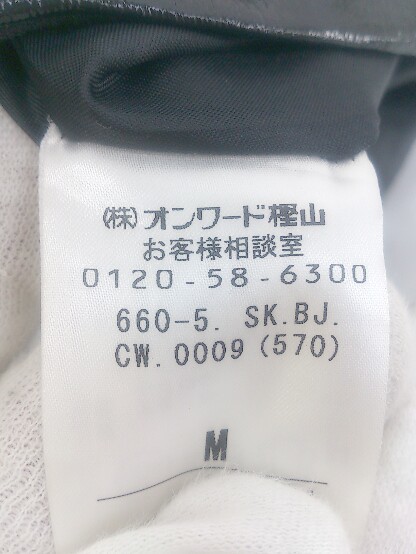 (株)オンワード樫山
お客様相談室
0120-58-6300
660-5. SK.BJ.
CW.0009(570)
M